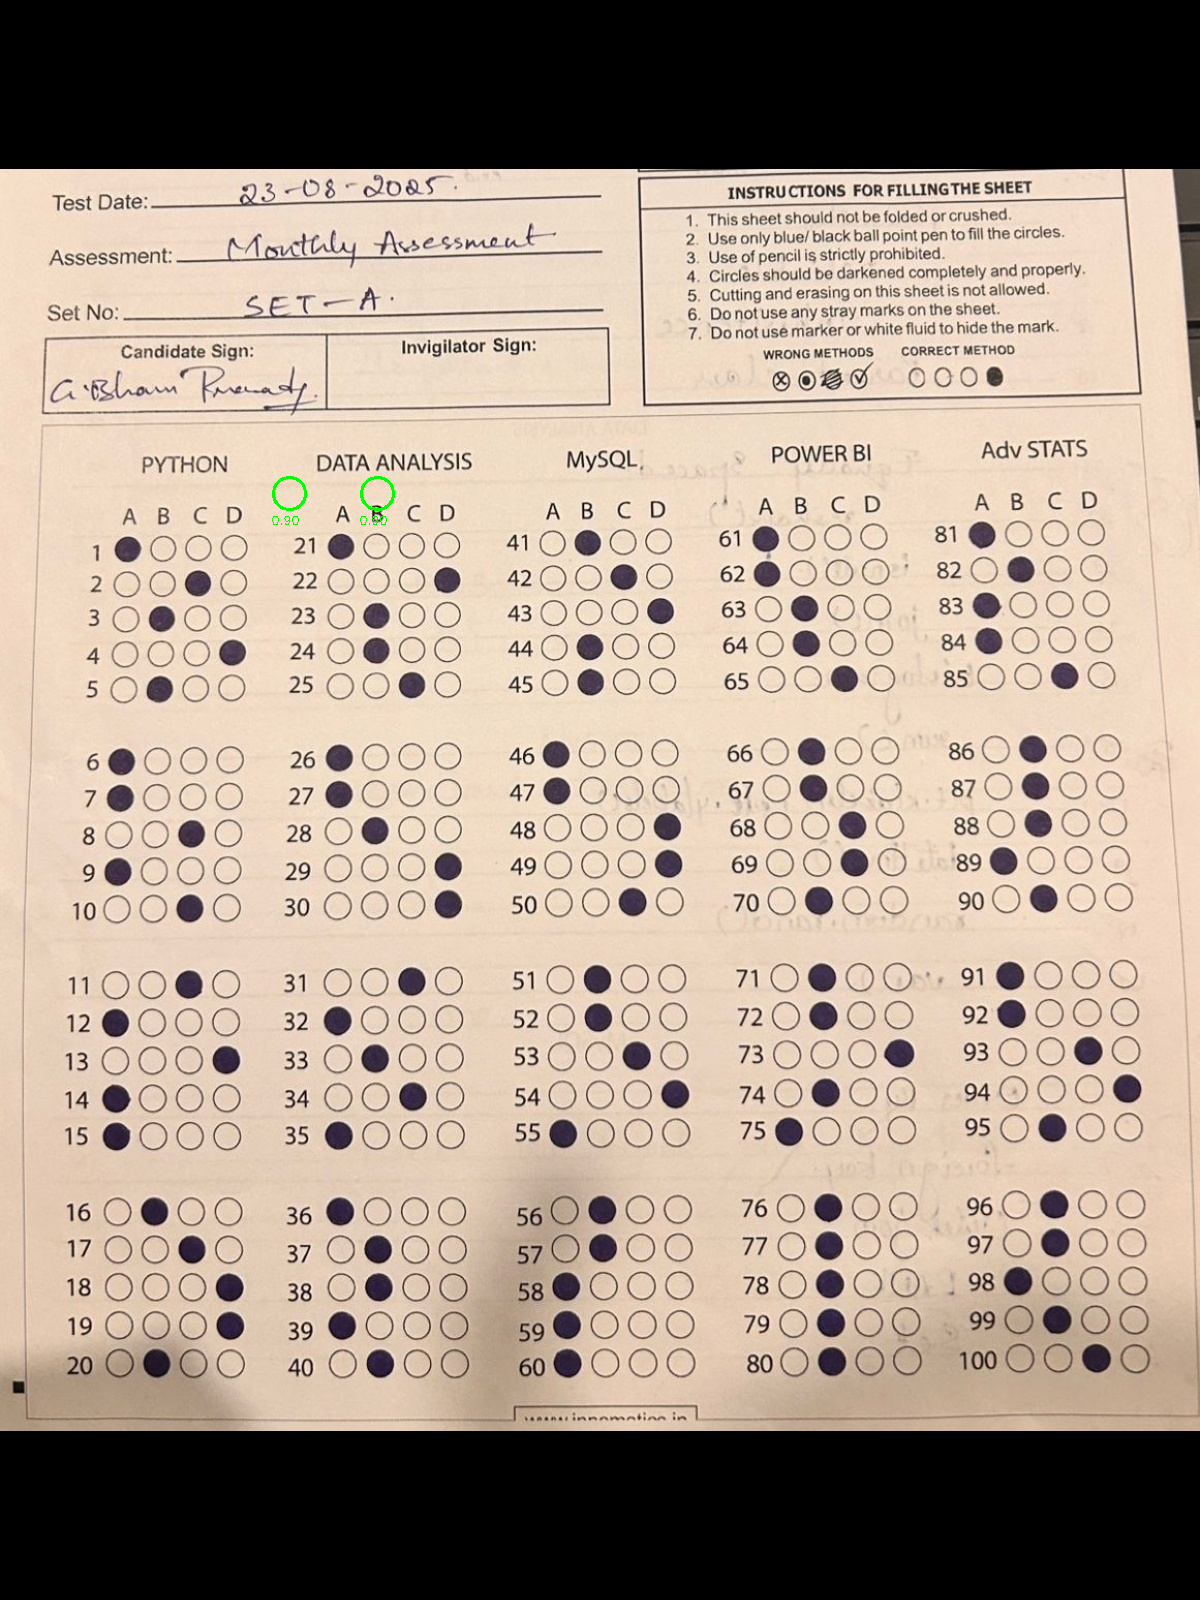 Test Date: 23-08-2025.
Assessment: Monthly Assessment
Set No: SET-A.
Candidate Sign:
Invigilator Sign:
INSTRUCTIONS FOR FILLING THE SHEET
1. This sheet should not be folded or crushed.
2. Use only blue/ black ball point pen to fill the circles.
3. Use of pencil is strictly prohibited.
4. Circles should be darkened completely and properly.
5. Cutting and erasing on this sheet is not allowed.
6. Do not use any stray marks on the sheet.
7. Do not use marker or white fluid to hide the mark.
WRONG METHODS CORRECT METHOD
PYTHON DATA ANALYSIS MySQL POWER BI Adv STATS
0.90
A B C D A B C D A B C D A B C D A B C D
1 21 41 61 81
2 22 42 62 82
3 23 43 63 83
4 24 44 64 84
5 25 45 65 85
6 26 46 66 86
7 27 47 67 87
8 28 48 68 88
9 29 49 69 89
10 30 50 70 90
11 31 51 71 91
12 32 52 72 92
13 33 53 73 93
14 34 54 74 94
15 35 55 75 95
16 36 56 76 96
17 37 57 77 97
18 38 58 78 98
19 39 59 79 99
20 40 60 80 100
www.innomatics.in